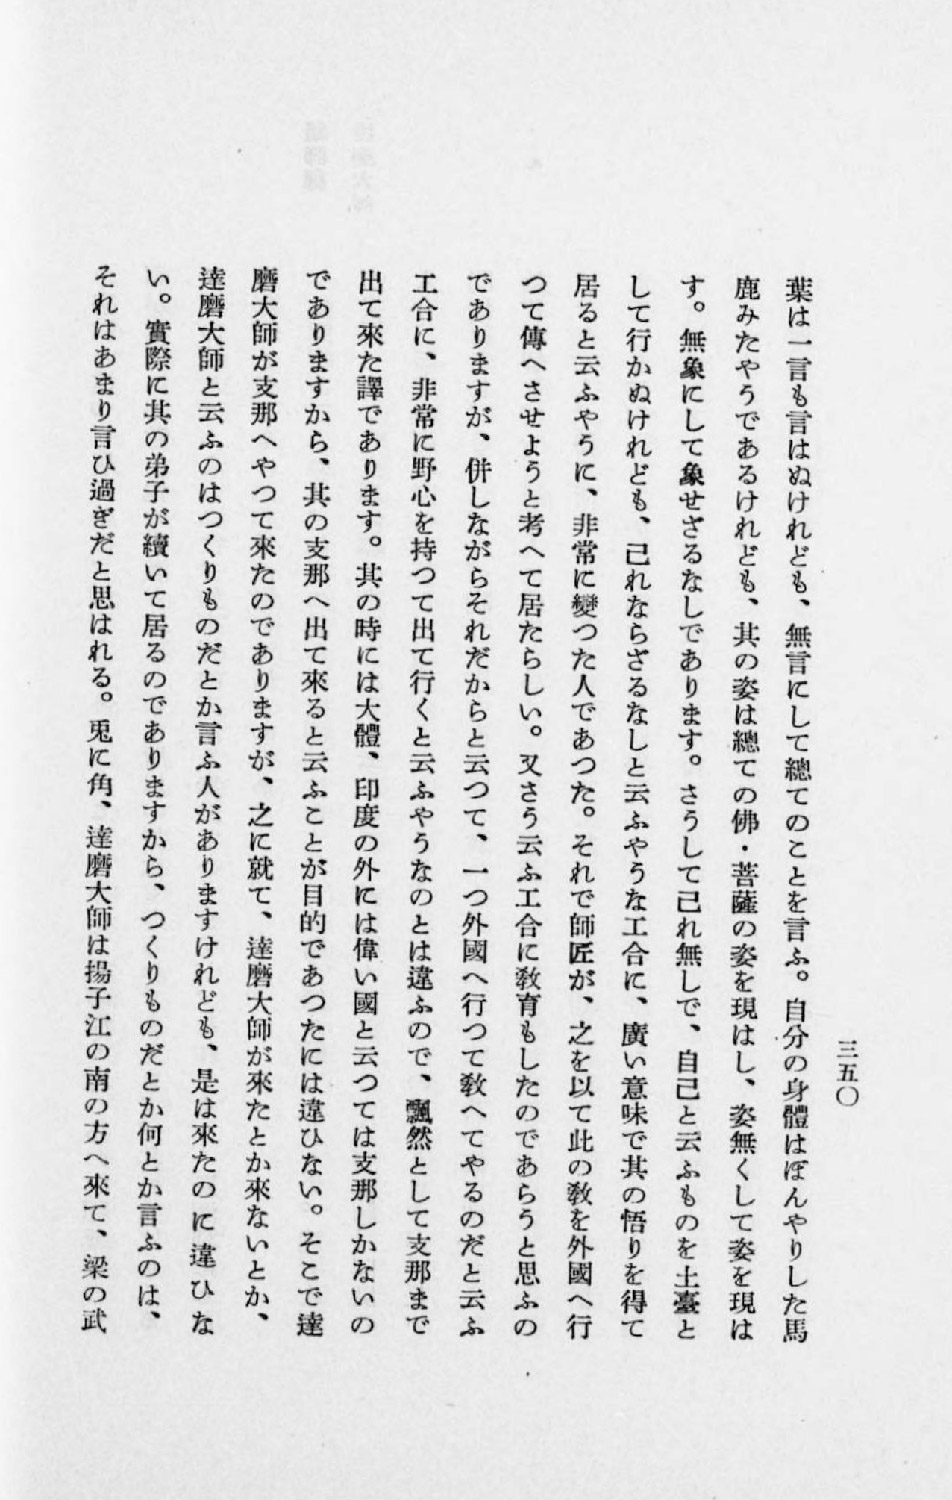 三五〇
葉は一言も言はぬけれども、無言にして總てのことを言ふ。自分の身體はぼんやりした馬
鹿みたやうであるけれども、其の姿は總ての佛・菩薩の姿を現はし、姿無くして姿を現は
す。無象にして象せざるなしであります。さうして己れ無しで、自己と云ふものを土臺と
して行かぬけれども、己れならざるなしと云ふやうな工合に、廣い意味で其の悟りを得て
居ると云ふやうに、非常に變つた人であつた。それで師匠が、之を以て此の敎を外國へ行
つて傳へさせようと考へて居たらしい。又さう云ふ工合に敎育もしたのであらうと思ふの
でありますが、併しながらそれだからと云つて、一つ外國へ行つて敎へてやるのだと云ふ
工合に、非常に野心を持つて出て行くと云ふやうなのとは違ふので、飄然として支那まで
出て來た譯であります。其の時には大體、印度の外には偉い國と云つては支那しかないの
でありますから、其の支那へ出て來ると云ふことが目的であつたには違ひない。そこで達
磨大師が支那へやつて來たのでありますが、之に就て、達磨大師が來たとか來ないとか、
達磨大師と云ふのはつくりものだとか言ふ人がありますけれども、是は來たのに違ひな
い。實際に其の弟子が續いて居るのでありますから、つくりものだとか何とか言ふのは、
それはあまり言ひ過ぎだと思はれる。兎に角、達磨大師は揚子江の南の方へ來て、梁の武